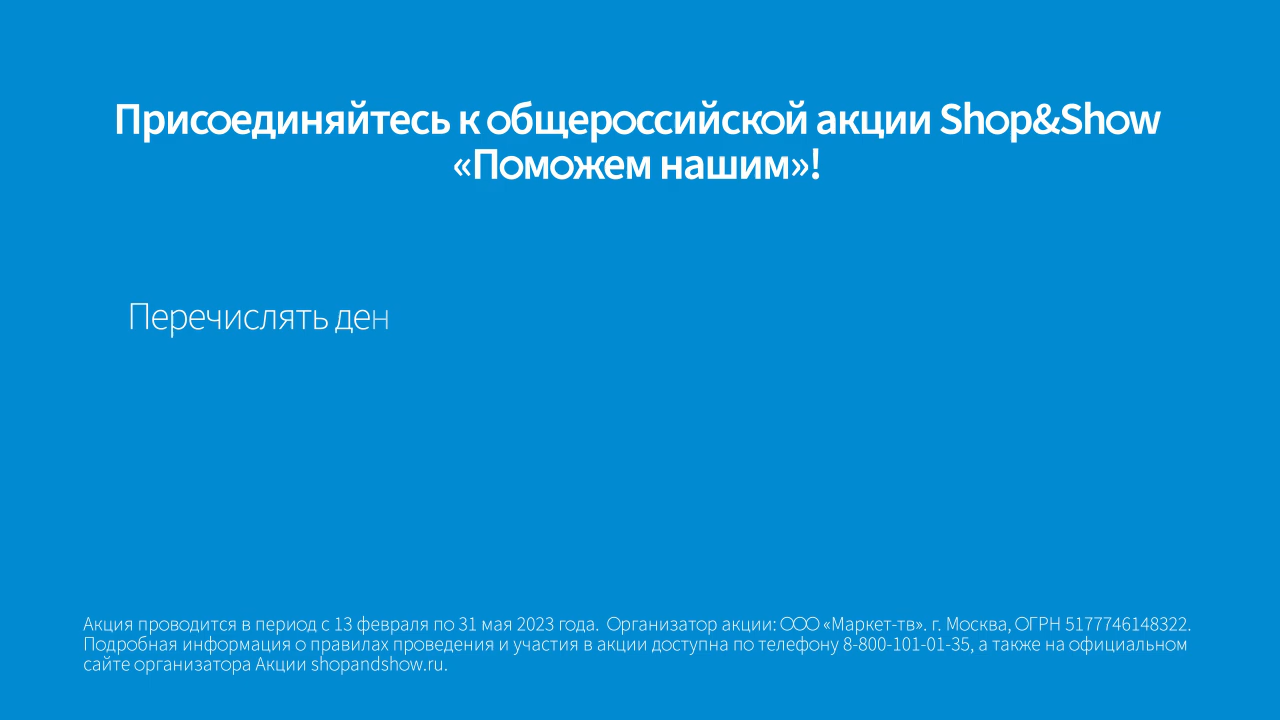 Присоединяйтесь к общероссийской акции Shop&Show
«Поможем нашим»!
Перечислять ден
Акция проводится в период с 13 февраля по 31 мая 2023 года. Организатор акции: ООО «Маркет-тв». г. Москва, ОГРН 5177746148322.
Подробная информация о правилах проведения и участия в акции доступна по телефону 8-800-101-01-35, а также на официальном
сайте организатора Акции shopandshow.ru.